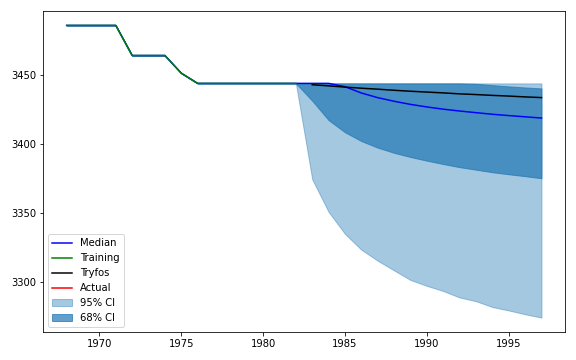 3450
3400
3350
3300
Median
Training
Tryfos
Actual
95% CI
68% CI
1970 1975 1980 1985 1990 1995